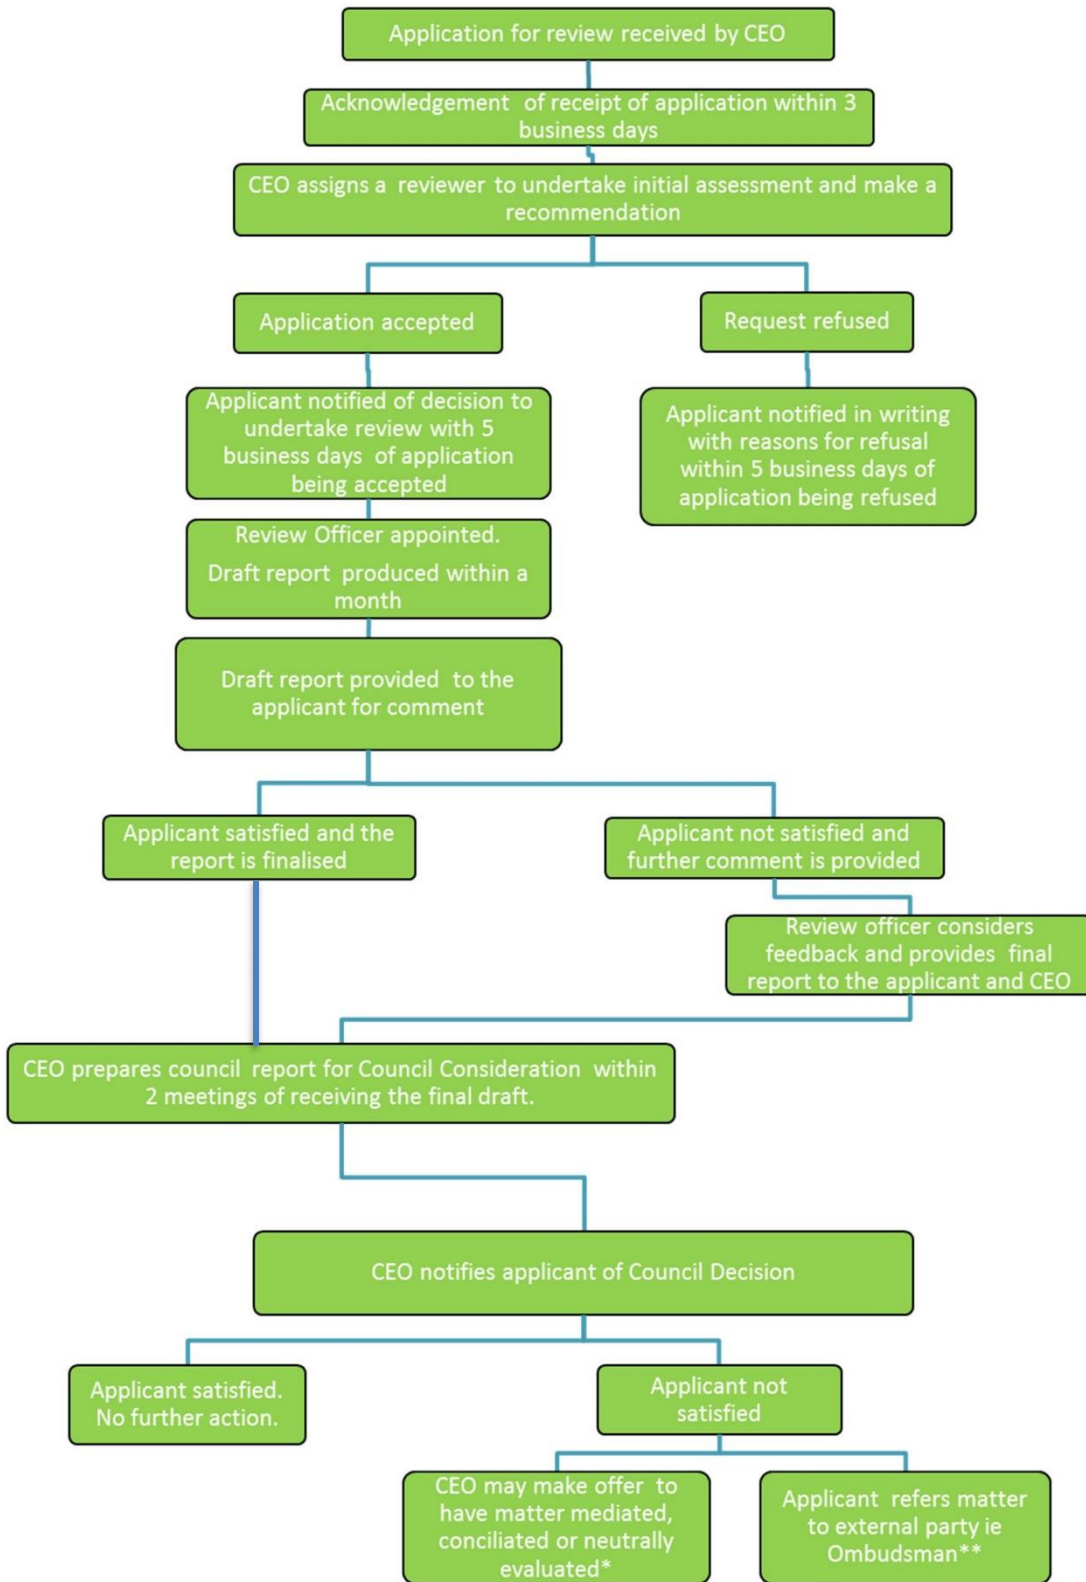 Application for review received by CEO
Acknowledgement of receipt of application within 3
business days
CEO assigns a reviewer to undertake initial assessment and make a
recommendation
Application accepted
Request refused
Applicant notified of decision to
undertake review with 5
business days of application
being accepted
Applicant notified in writing
with reasons for refusal
within 5 business days of
application being refused
Review Officer appointed.
Draft report produced within a
month
Draft report provided to the
applicant for comment
Applicant satisfied and the
report is finalised
Applicant not satisfied and
further comment is provided
Review officer considers
feedback and provides final
report to the applicant and CEO
CEO prepares council report for Council Consideration within
2 meetings of receiving the final draft.
CEO notifies applicant of Council Decision
Applicant satisfied.
No further action.
Applicant not
satisfied
CEO may make offer to
have matter mediated,
conciliated or neutrally
evaluated*
Applicant refers matter
to external party ie
Ombudsman**